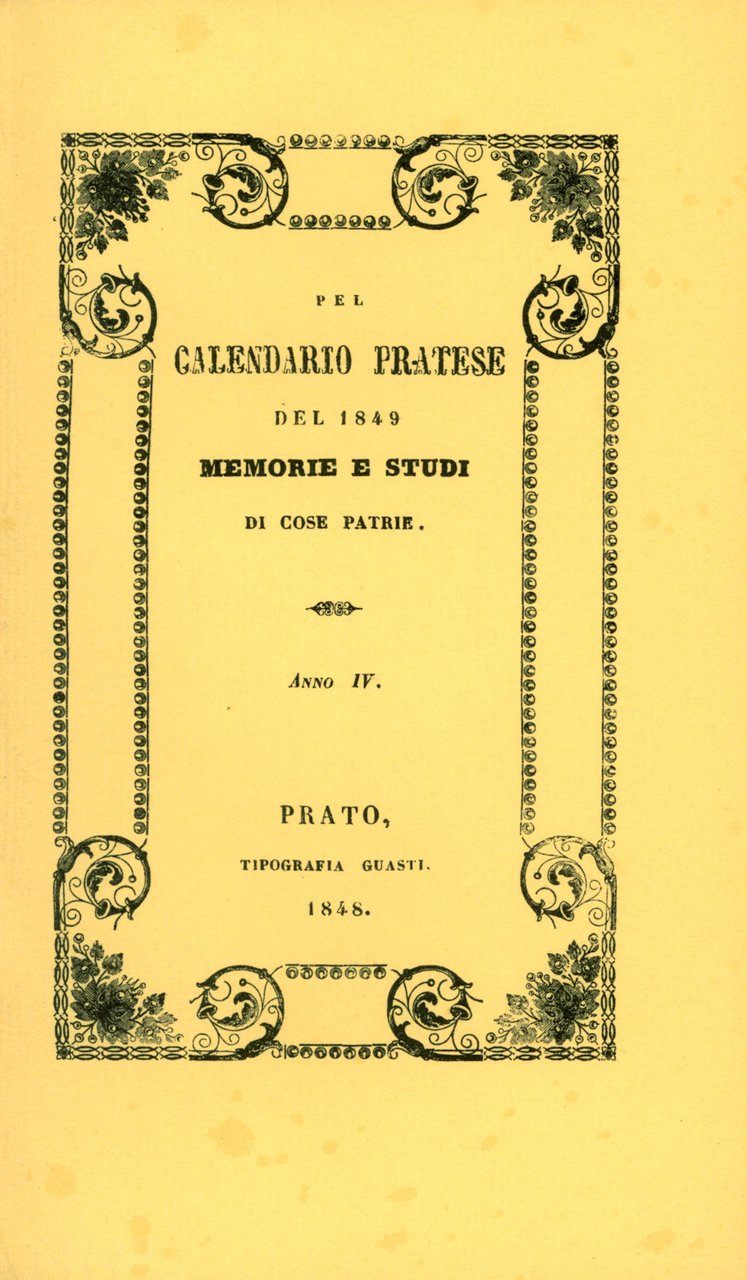 PEL
CALENDARIO PRATESE
DEL 1849
MEMORIE E STUDI
DI COSE PATRIE.
ANNO IV.
PRATO,
TIPOGRAFIA GUASTI.
1848.